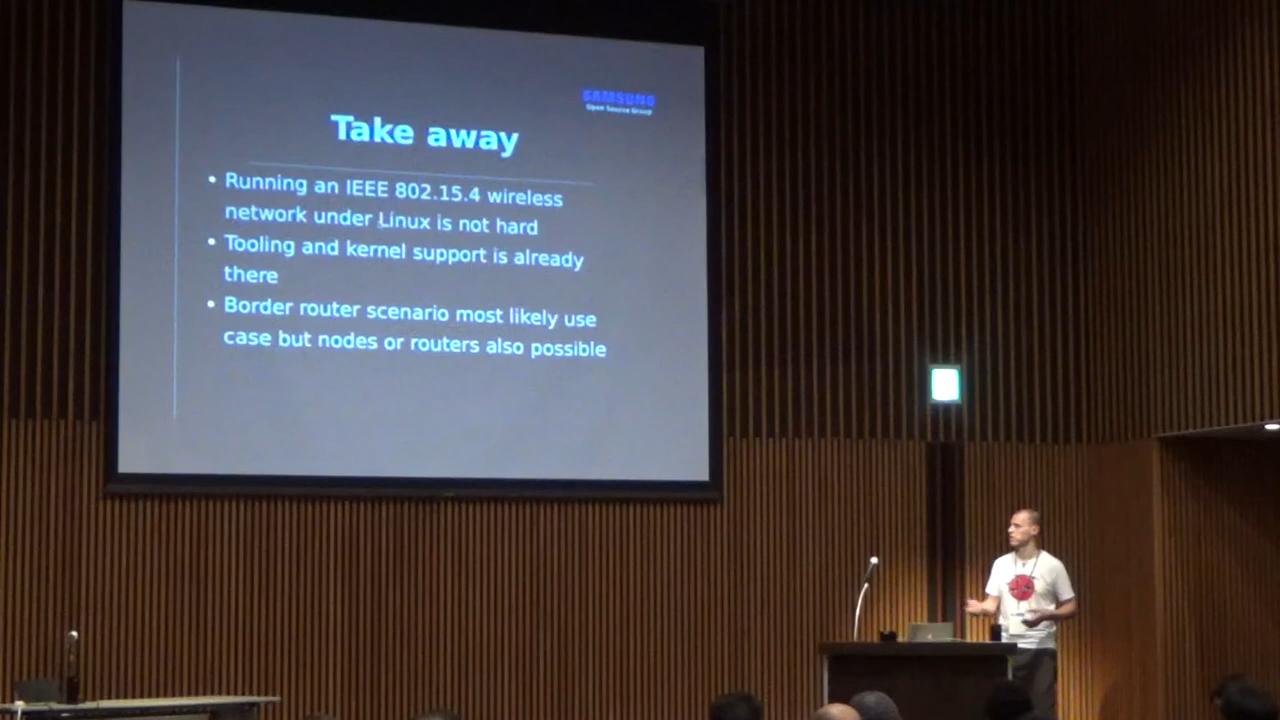 SAMSUNG
Open Source Group
Take away
• Running an IEEE 802.15.4 wireless
network under Linux is not hard
• Tooling and kernel support is already
there
• Border router scenario most likely use
case but nodes or routers also possible